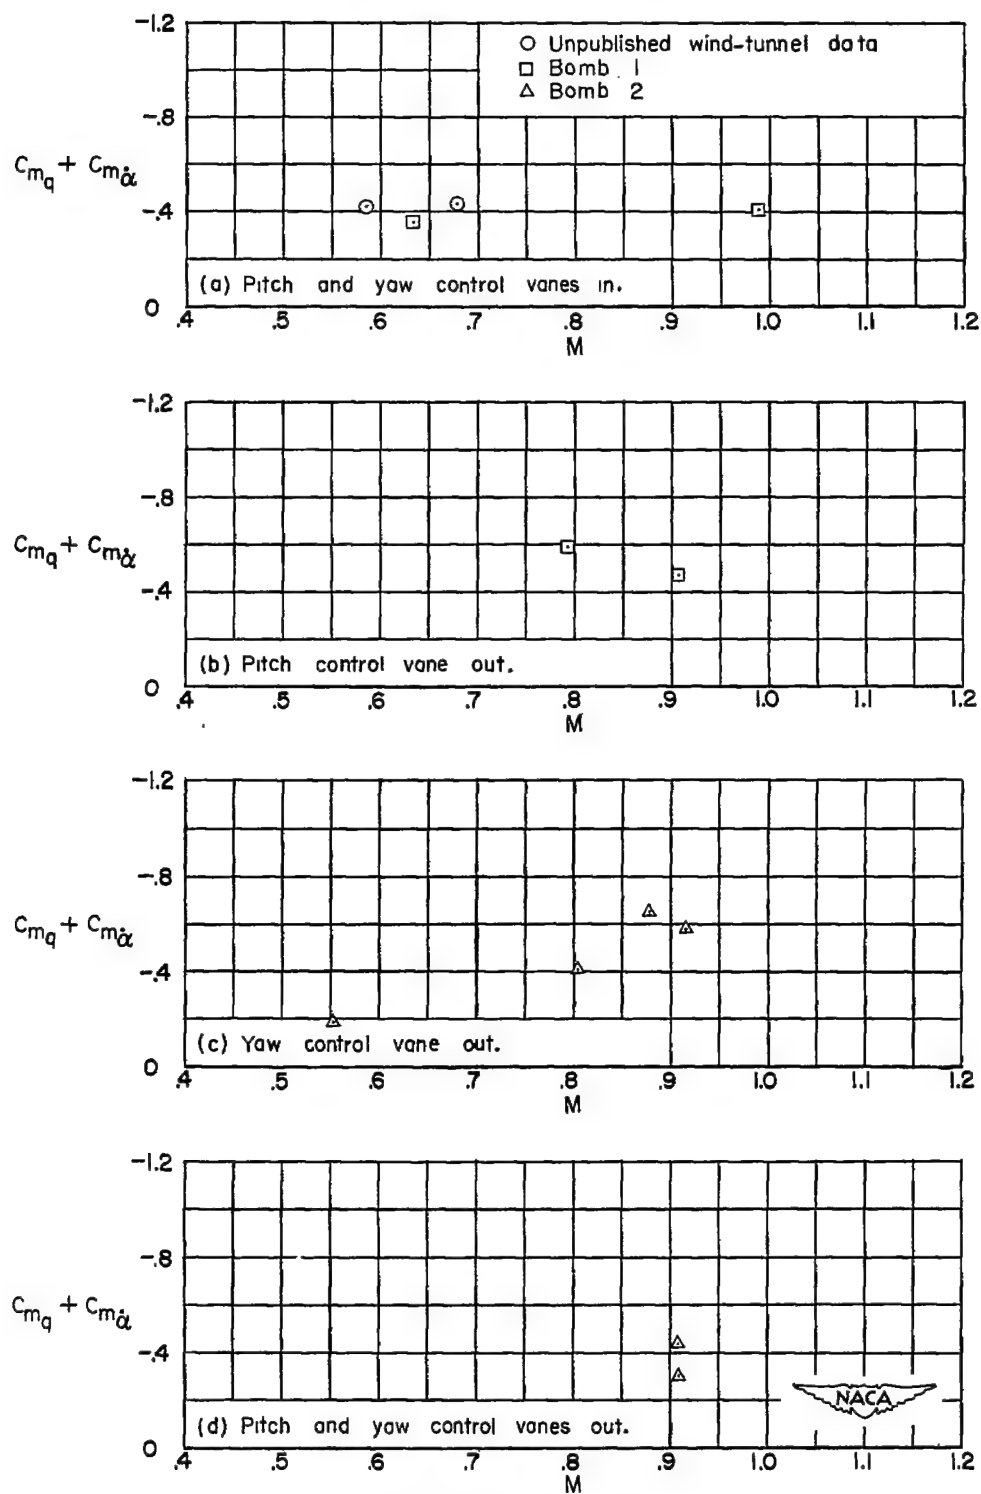 -1.2
○ Unpublished wind-tunnel data
□ Bomb 1
△ Bomb 2
-.8
Cmq + Cmα̇
-.4
(a) Pitch and yaw control vanes in.
0
.4 .5 .6 .7 .8 .9 1.0 1.1 1.2
M
-1.2
-.8
Cmq + Cmα̇
-.4
(b) Pitch control vane out.
0
.4 .5 .6 .7 .8 .9 1.0 1.1 1.2
M
-1.2
-.8
Cmq + Cmα̇
-.4
(c) Yaw control vane out.
0
.4 .5 .6 .7 .8 .9 1.0 1.1 1.2
M
-1.2
-.8
Cmq + Cmα̇
-.4
NACA
(d) Pitch and yaw control vanes out.
0
.4 .5 .6 .7 .8 .9 1.0 1.1 1.2
M